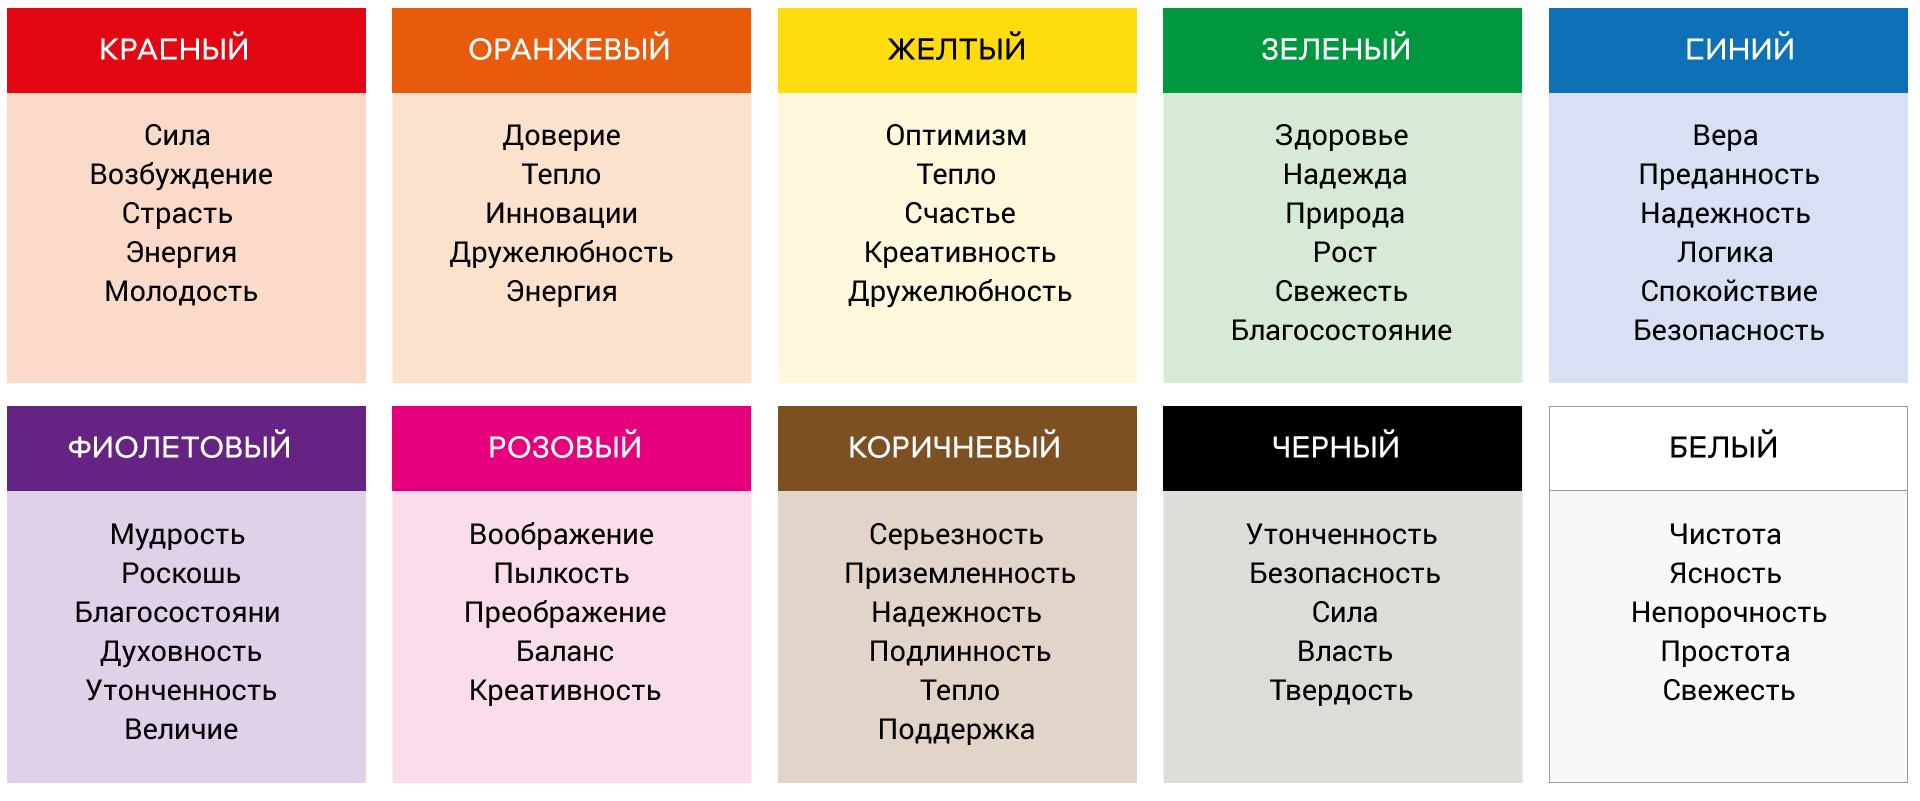 КРАСНЫЙ
Сила
Возбуждение
Страсть
Энергия
Молодость
ОРАНЖЕВЫЙ
Доверие
Тепло
Инновации
Дружелюбность
Энергия
ЖЕЛТЫЙ
Оптимизм
Тепло
Счастье
Креативность
Дружелюбность
ЗЕЛЕНЫЙ
Здоровье
Надежда
Природа
Рост
Свежесть
Благосостояние
СИНИЙ
Вера
Преданность
Надежность
Логика
Спокойствие
Безопасность
ФИОЛЕТОВЫЙ
Мудрость
Роскошь
Благосостояни
Духовность
Утонченность
Величие
РОЗОВЫЙ
Воображение
Пылкость
Преображение
Баланс
Креативность
КОРИЧНЕВЫЙ
Серьезность
Приземленность
Надежность
Подлинность
Тепло
Поддержка
ЧЕРНЫЙ
Утонченность
Безопасность
Сила
Власть
Твердость
БЕЛЫЙ
Чистота
Ясность
Непорочность
Простота
Свежесть